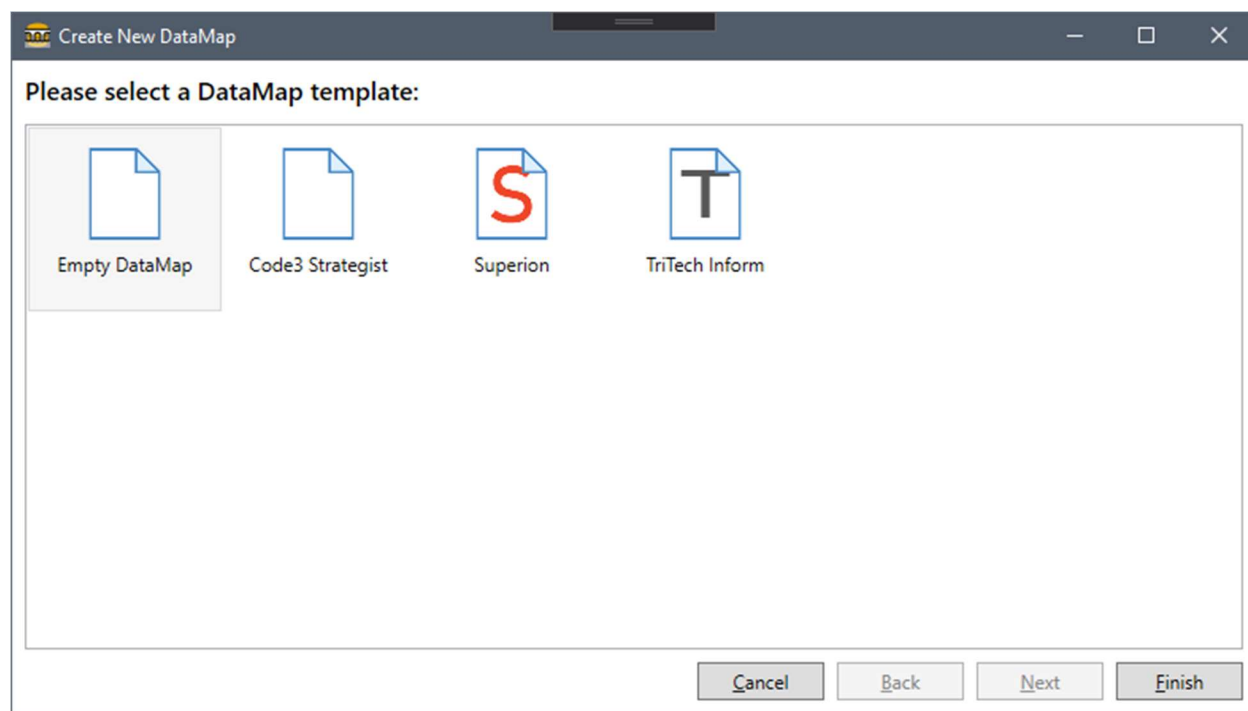 Create New DataMap
Please select a DataMap template:
Empty DataMap
Code3 Strategist
S
Superion
T
TriTech Inform
Cancel
Back
Next
Finish